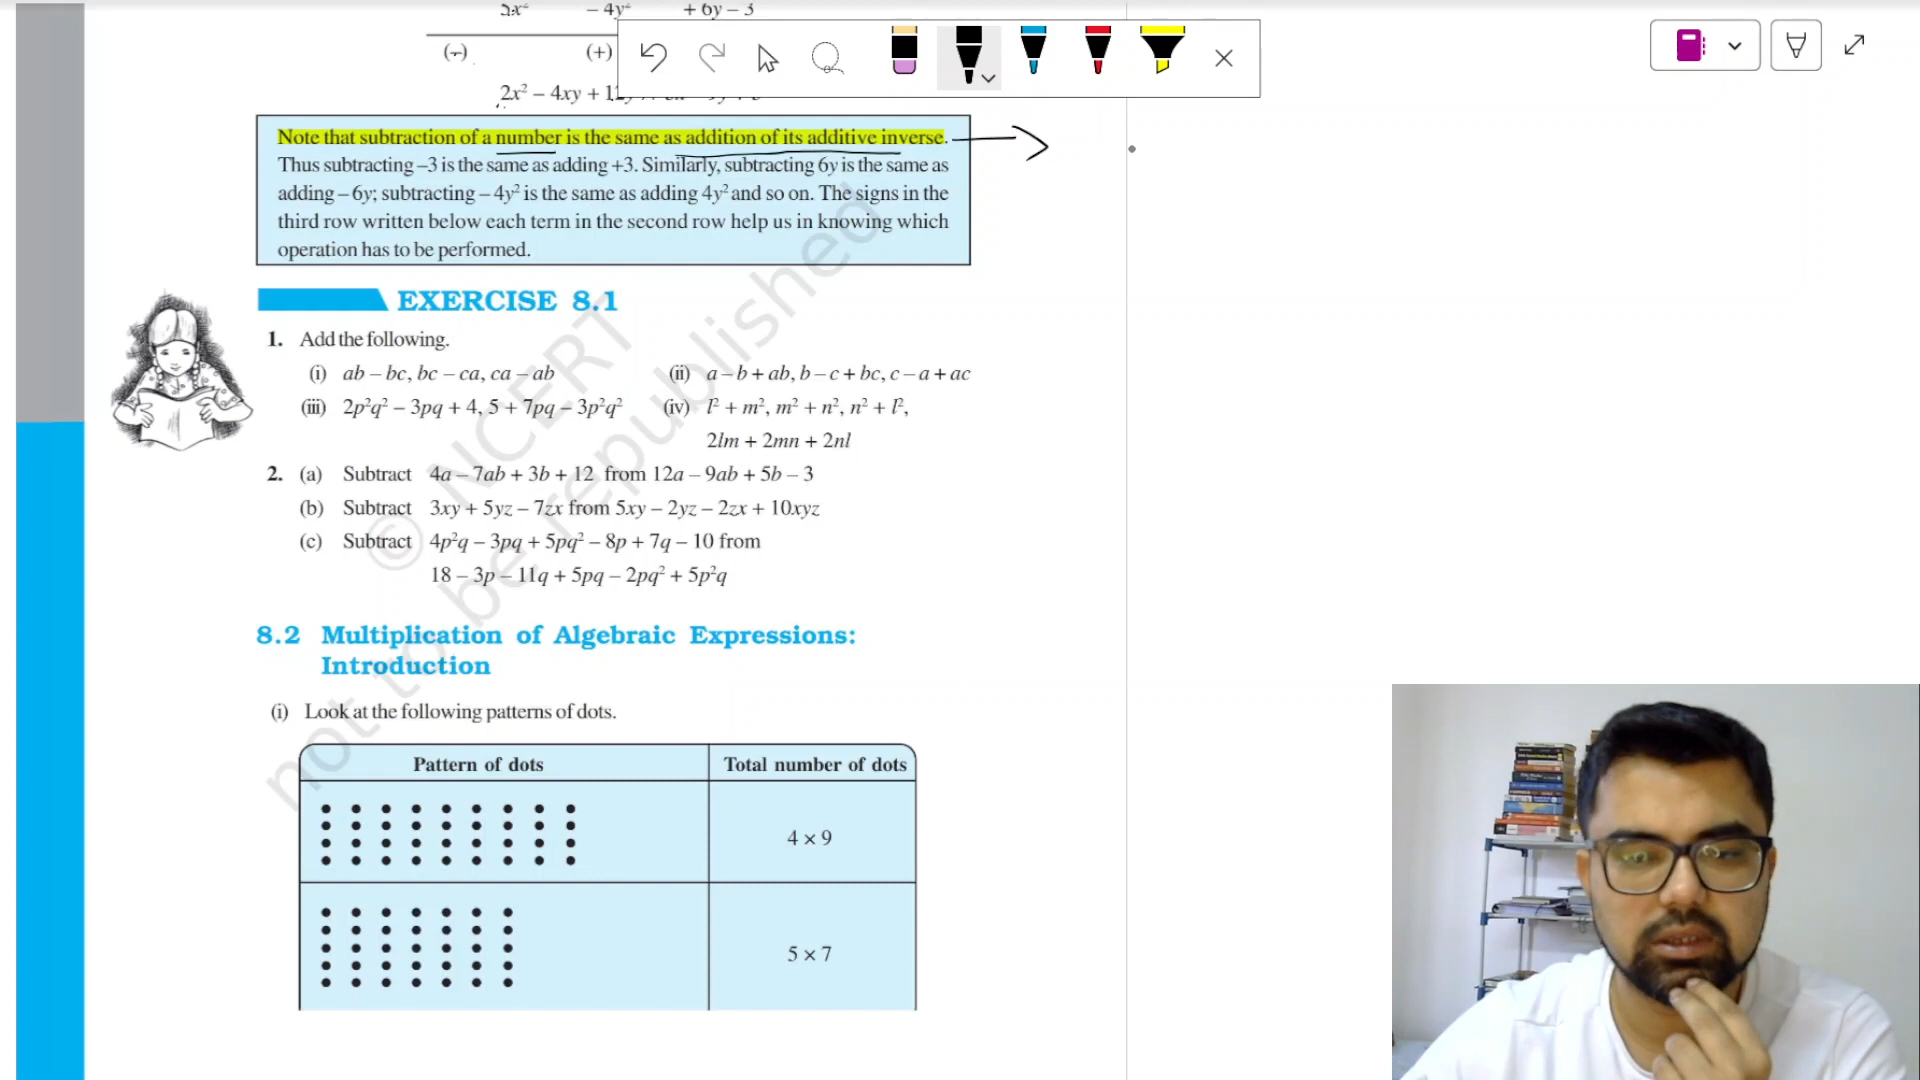 − 4y² + 6y − 3
(−) (+)
2x² − 4xy + 1
Note that subtraction of a number is the same as addition of its additive inverse.
Thus subtracting –3 is the same as adding +3. Similarly, subtracting 6y is the same as
adding – 6y; subtracting – 4y² is the same as adding 4y² and so on. The signs in the
third row written below each term in the second row help us in knowing which
operation has to be performed.
EXERCISE 8.1
1. Add the following.
(i) ab – bc, bc – ca, ca – ab (ii) a – b + ab, b – c + bc, c – a + ac
(iii) 2p²q² – 3pq + 4, 5 + 7pq – 3p²q² (iv) l² + m², m² + n², n² + l²,
2lm + 2mn + 2nl
2. (a) Subtract 4a – 7ab + 3b + 12 from 12a – 9ab + 5b – 3
(b) Subtract 3xy + 5yz – 7zx from 5xy – 2yz – 2zx + 10xyz
(c) Subtract 4p²q – 3pq + 5pq² – 8p + 7q – 10 from
18 – 3p – 11q + 5pq – 2pq² + 5p²q
© NCERT
not to be republished
8.2 Multiplication of Algebraic Expressions:
Introduction
(i) Look at the following patterns of dots.
Pattern of dots Total number of dots
4 × 9
5 × 7